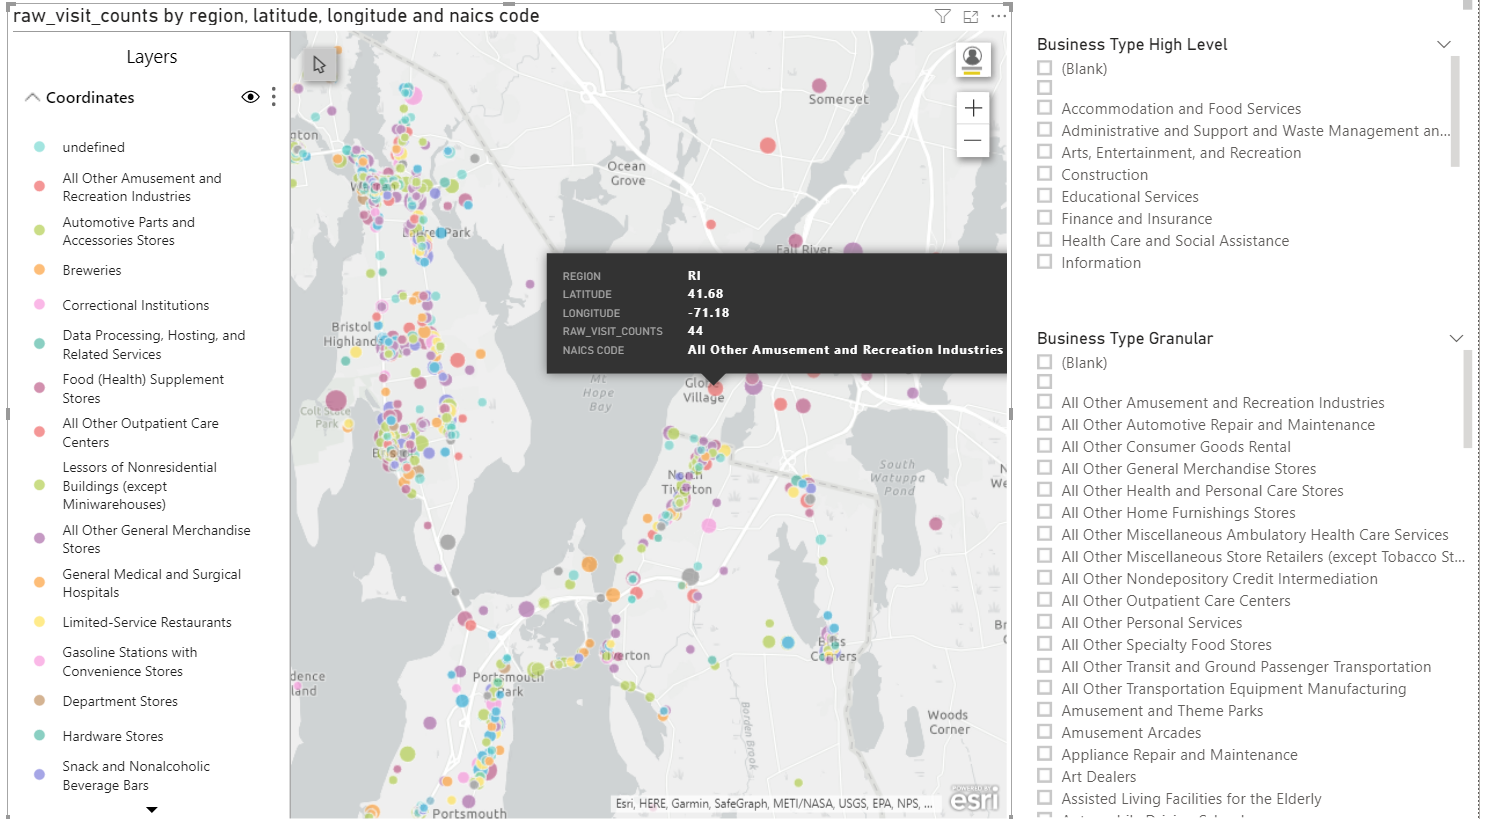 raw_visit_counts by region, latitude, longitude and naics code
Layers
Coordinates
undefined
All Other Amusement and
Recreation Industries
Automotive Parts and
Accessories Stores
Breweries
Correctional Institutions
Data Processing, Hosting, and
Related Services
Food (Health) Supplement
Stores
All Other Outpatient Care
Centers
Lessors of Nonresidential
Buildings (except
Miniwarehouses)
All Other General Merchandise
Stores
General Medical and Surgical
Hospitals
Limited-Service Restaurants
Gasoline Stations with
Convenience Stores
Department Stores
Hardware Stores
Snack and Nonalcoholic
Beverage Bars
Somerset
Ocean
Grove
Laurel Park
Fall River
REGION RI
LATITUDE 41.68
LONGITUDE -71.18
RAW_VISIT_COUNTS 44
NAICS CODE All Other Amusement and Recreation Industries
Bristol
Highland
Mt
Hope
Bay
Village
Colt State
Park
Bristol
North
Tiverton
South
Watuppa
Pond
Tiverton
Corners
Portsmouth
Park
Borden Brook
Woods
Corner
Portsmouth
Esri, HERE, Garmin, SafeGraph, METI/NASA, USGS, EPA, NPS, ...
POWERED BY
esri
Business Type High Level
(Blank)
Accommodation and Food Services
Administrative and Support and Waste Management an...
Arts, Entertainment, and Recreation
Construction
Educational Services
Finance and Insurance
Health Care and Social Assistance
Information
Business Type Granular
(Blank)
All Other Amusement and Recreation Industries
All Other Automotive Repair and Maintenance
All Other Consumer Goods Rental
All Other General Merchandise Stores
All Other Health and Personal Care Stores
All Other Home Furnishings Stores
All Other Miscellaneous Ambulatory Health Care Services
All Other Miscellaneous Store Retailers (except Tobacco St...
All Other Nondepository Credit Intermediation
All Other Outpatient Care Centers
All Other Personal Services
All Other Specialty Food Stores
All Other Transit and Ground Passenger Transportation
All Other Transportation Equipment Manufacturing
Amusement and Theme Parks
Amusement Arcades
Appliance Repair and Maintenance
Art Dealers
Assisted Living Facilities for the Elderly